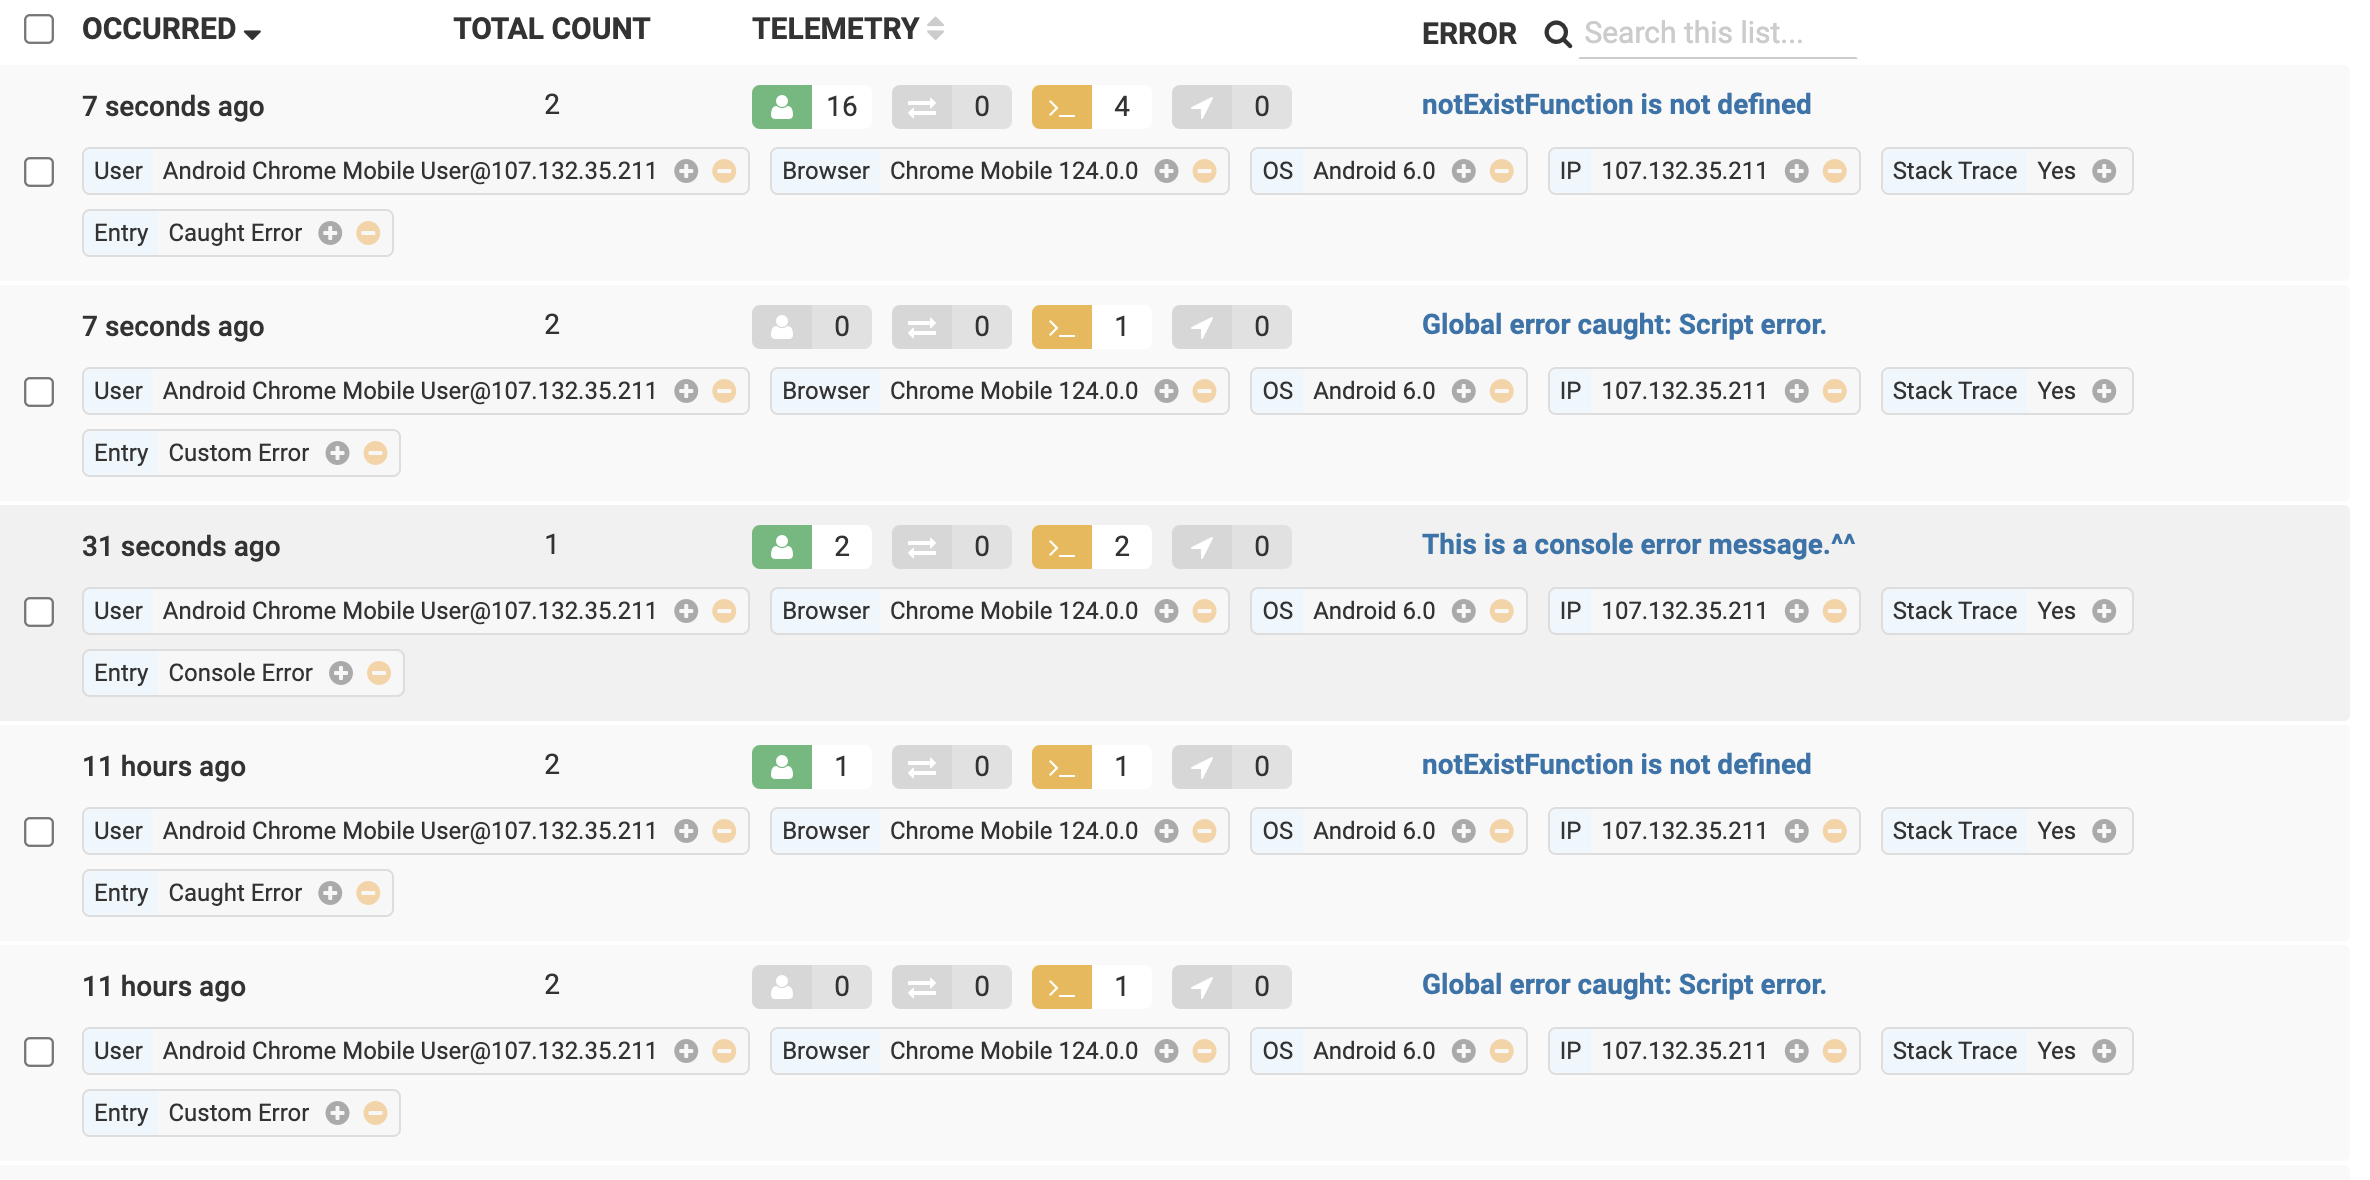 OCCURRED TOTAL COUNT TELEMETRY ERROR Search this list...
7 seconds ago 2 16 0 >_ 4 0 notExistFunction is not defined
User Android Chrome Mobile User@107.132.35.211 Browser Chrome Mobile 124.0.0 OS Android 6.0 IP 107.132.35.211 Stack Trace Yes
Entry Caught Error
7 seconds ago 2 0 0 >_ 1 0 Global error caught: Script error.
User Android Chrome Mobile User@107.132.35.211 Browser Chrome Mobile 124.0.0 OS Android 6.0 IP 107.132.35.211 Stack Trace Yes
Entry Custom Error
31 seconds ago 1 2 0 >_ 2 0 This is a console error message.^^
User Android Chrome Mobile User@107.132.35.211 Browser Chrome Mobile 124.0.0 OS Android 6.0 IP 107.132.35.211 Stack Trace Yes
Entry Console Error
11 hours ago 2 1 0 >_ 1 0 notExistFunction is not defined
User Android Chrome Mobile User@107.132.35.211 Browser Chrome Mobile 124.0.0 OS Android 6.0 IP 107.132.35.211 Stack Trace Yes
Entry Caught Error
11 hours ago 2 0 0 >_ 1 0 Global error caught: Script error.
User Android Chrome Mobile User@107.132.35.211 Browser Chrome Mobile 124.0.0 OS Android 6.0 IP 107.132.35.211 Stack Trace Yes
Entry Custom Error